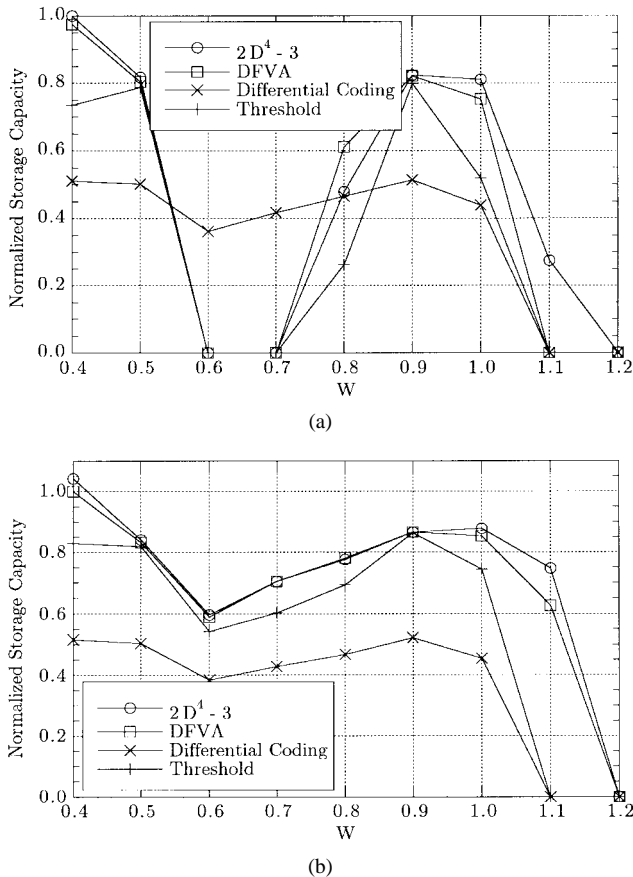 Normalized Storage Capacity
1.0
0.8
0.6
0.4
0.2
0.0
2D⁴ - 3
DFVA
Differential Coding
Threshold
0.4 0.5 0.6 0.7 0.8 0.9 1.0 1.1 1.2
W
(a)
Normalized Storage Capacity
1.0
0.8
0.6
0.4
0.2
0.0
2D⁴ - 3
DFVA
Differential Coding
Threshold
0.4 0.5 0.6 0.7 0.8 0.9 1.0 1.1 1.2
W
(b)